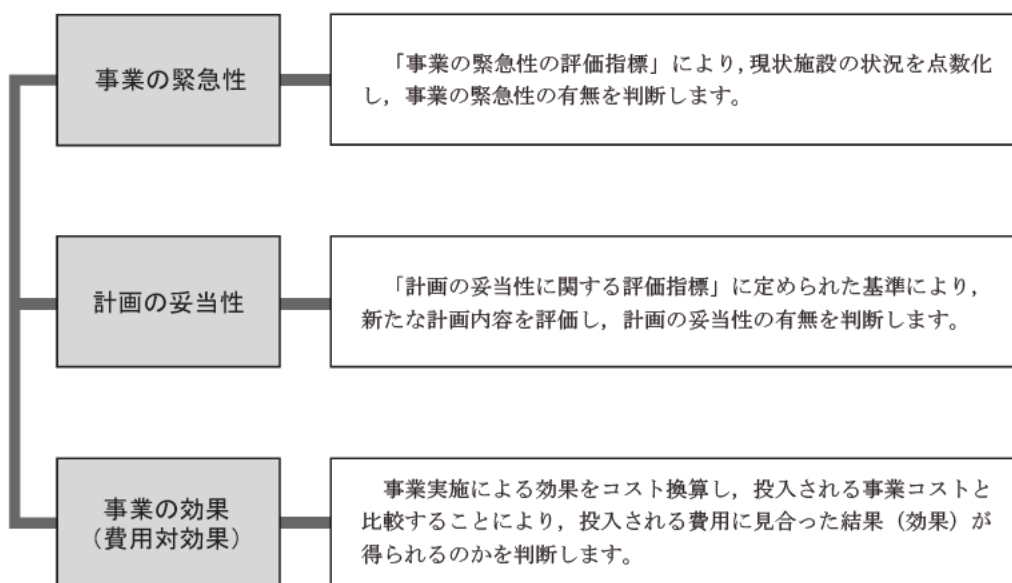 事業の緊急性
「事業の緊急性の評価指標」により,現状施設の状況を点数化
し，事業の緊急性の有無を判断します。
計画の妥当性
「計画の妥当性に関する評価指標」に定められた基準により，
新たな計画内容を評価し，計画の妥当性の有無を判断します。
事業の効果
（費用対効果）
事業実施による効果をコスト換算し，投入される事業コストと
比較することにより，投入される費用に見合った結果（効果）が
得られるのかを判断します。